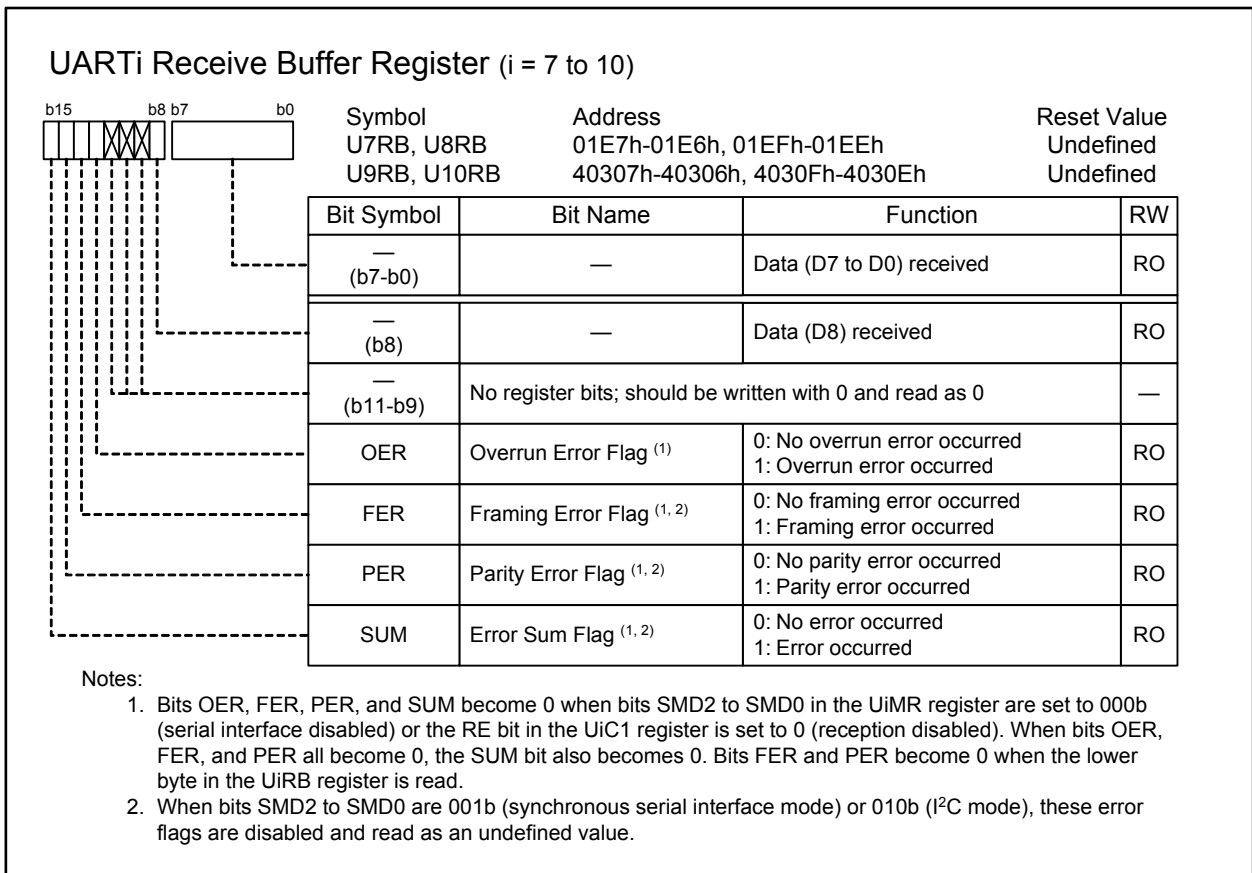 UARTi Receive Buffer Register (i = 7 to 10)
b15 b8 b7 b0
Symbol Address Reset Value
U7RB, U8RB 01E7h-01E6h, 01EFh-01EEh Undefined
U9RB, U10RB 40307h-40306h, 4030Fh-4030Eh Undefined
Bit Symbol Bit Name Function RW
—
(b7-b0) — Data (D7 to D0) received RO
—
(b8) — Data (D8) received RO
—
(b11-b9) No register bits; should be written with 0 and read as 0 —
OER Overrun Error Flag (1) 0: No overrun error occurred
1: Overrun error occurred RO
FER Framing Error Flag (1, 2) 0: No framing error occurred
1: Framing error occurred RO
PER Parity Error Flag (1, 2) 0: No parity error occurred
1: Parity error occurred RO
SUM Error Sum Flag (1, 2) 0: No error occurred
1: Error occurred RO
Notes:
1. Bits OER, FER, PER, and SUM become 0 when bits SMD2 to SMD0 in the UiMR register are set to 000b
(serial interface disabled) or the RE bit in the UiC1 register is set to 0 (reception disabled). When bits OER,
FER, and PER all become 0, the SUM bit also becomes 0. Bits FER and PER become 0 when the lower
byte in the UiRB register is read.
2. When bits SMD2 to SMD0 are 001b (synchronous serial interface mode) or 010b (I²C mode), these error
flags are disabled and read as an undefined value.